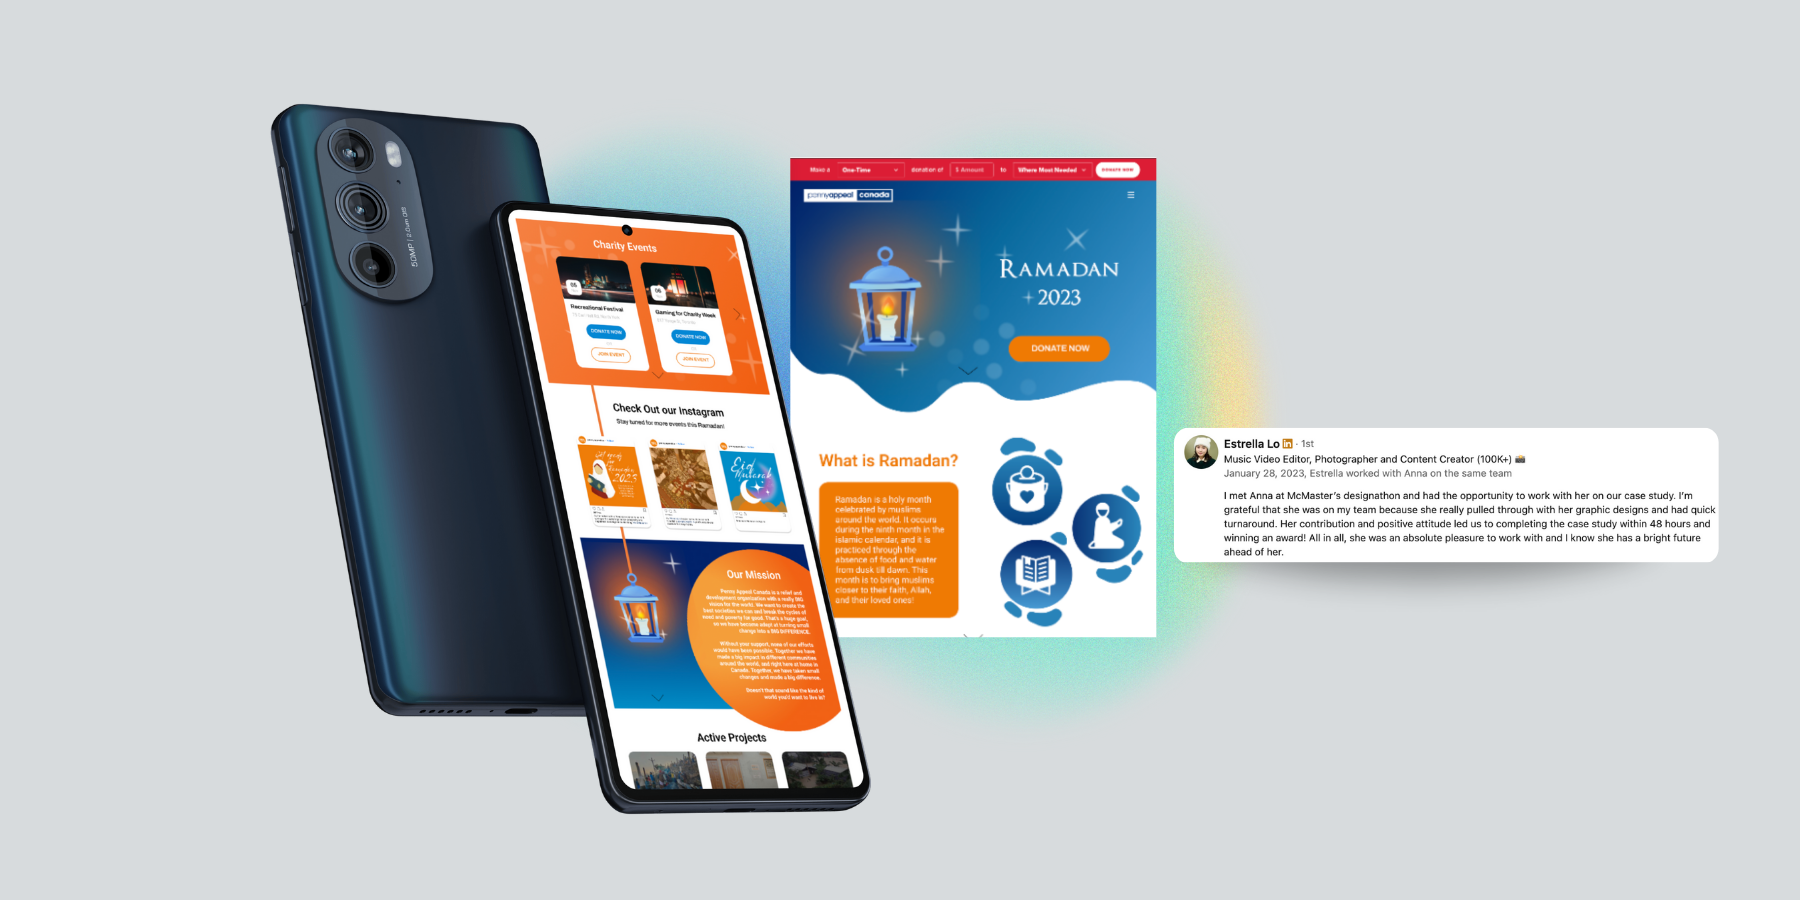 50MP | 2.0um OIS
Charity Events
05
Recreational Festival
DONATE NOW
JOIN EVENT
06
Gaming for Charity Week
DONATE NOW
JOIN EVENT
Check Out our Instagram
Stay tuned for more events this Ramadan!
2023
Eid
Mubarak
Our Mission
Penny Appeal Canada is a relief and
development organization with a really BIG
vision for the world. We want to create the
best societies we can and break the cycles of
need and poverty for good. That's a huge goal,
so we have become adept at turning small
change into a BIG DIFFERENCE.
Without your support, none of our efforts
would have been possible. Together we have
made a big impact in different communities
around the world, and right here at home in
Canada. Together, we have taken small
changes and made a big difference.
Doesn't that sound like the kind of
world you'd want to live in?
Active Projects
Make a One-Time donation of $ Amount to Where Most Needed DONATE NOW
pennyappeal canada
RAMADAN
2023
DONATE NOW
What is Ramadan?
Ramadan is a holy month
celebrated by muslims
around the world. It occurs
during the ninth month in the
islamic calendar, and it is
practiced through the
absence of food and water
from dusk till dawn. This
month is to bring muslims
closer to their faith, Allah,
and their loved ones!
Estrella Lo in · 1st
Music Video Editor, Photographer and Content Creator (100K+) 📸
January 28, 2023, Estrella worked with Anna on the same team
I met Anna at McMaster's designathon and had the opportunity to work with her on our case study. I'm
grateful that she was on my team because she really pulled through with her graphic designs and had quick
turnaround. Her contribution and positive attitude led us to completing the case study within 48 hours and
winning an award! All in all, she was an absolute pleasure to work with and I know she has a bright future
ahead of her.